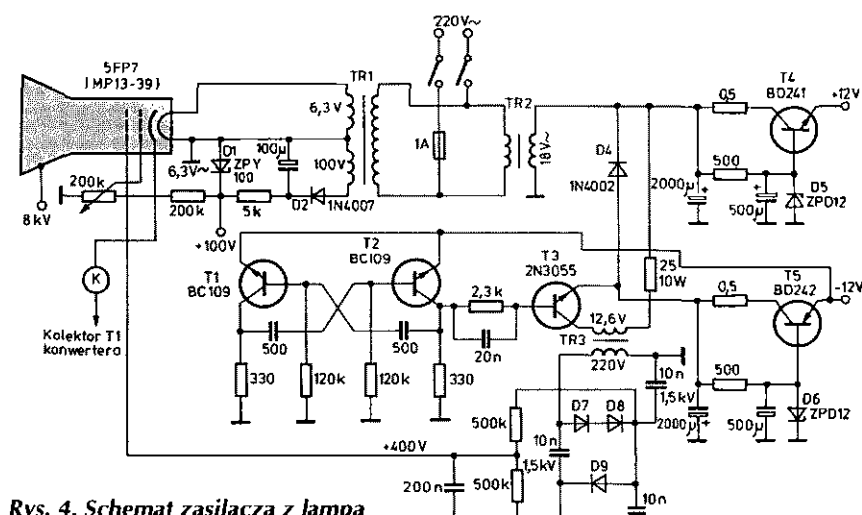 220V~
5FP7
(MP13-39)
TR1
6,3V
100V
1A
TR2
18V~
T4
BD241
0,5
+12V
500
2000µ
+
500µ
+
D5
ZPD12
D4
1N4002
D1
ZPY
100
100µ
+
6,3V~
200k
8kV
200k
5k
D2
1N4007
+100V
K
Kolektor T1
konwertera
T1
BC109
T2
BC109
T3
2N3055
2,3k
20n
500
500
330
120k
120k
330
25
10W
12,6V
TR3
220V
T5
BD242
-12V
0,5
500
2000µ
+
500µ
D6
ZPD12
10n
1,5kV
D7
D8
10n
1,5kV
D9
10n
500k
500k
+400V
200n
Rys. 4. Schemat zasilacza z lampą